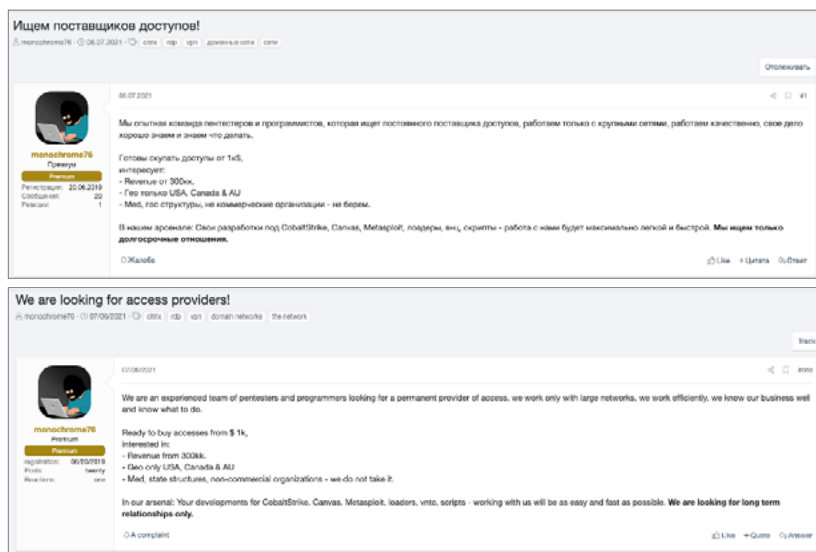 Ищем поставщиков доступов!
monochrome76 · 06.07.2021 · citrix rdp vpn доменные сети сети
Отслеживать
06.07.2021
#1
Мы опытная команда пентестеров и программистов, которая ищет постоянного поставщика доступов, работаем только с крупными сетями, работаем качественно, свое дело
хорошо знаем и знаем что делать.
monochrome76
Премиум
Premium
Регистрация: 20.06.2019
Сообщения: 20
Реакции: 1
Готовы скупать доступы от 1к$,
интересует:
- Revenue от 300кк.
- Гео только USA, Canada & AU
- Мед, гос структуры, не коммерческие организации - не берем.
В нашем арсенале: Свои разработки под CobaltStrike, Canvas, Metasploit, лоадеры, внц, скрипты - работа с нами будет максимально легкой и быстрой. Мы ищем только
долгосрочные отношения.
Жалоба
Like + Цитата Ответ
We are looking for access providers!
monochrome76 · 07/06/2021 · citrix rdp vpn domain networks the network
Track
07/06/2021
#one
We are an experienced team of pentesters and programmers looking for a permanent provider of access, we work only with large networks, we work efficiently, we know our business well
and know what to do.
monochrome76
Premium
Premium
registration: 06/20/2019
Posts: twenty
Reactions: one
Ready to buy accesses from $ 1k,
interested in:
- Revenue from 300kk.
- Geo only USA, Canada & AU
- Med, state structures, non-commercial organizations - we do not take it.
In our arsenal: Your developments for CobaltStrike, Canvas, Metasploit, loaders, vnts, scripts - working with us will be as easy and fast as possible. We are looking for long term
relationships only.
A complaint
Like + Quote Answer